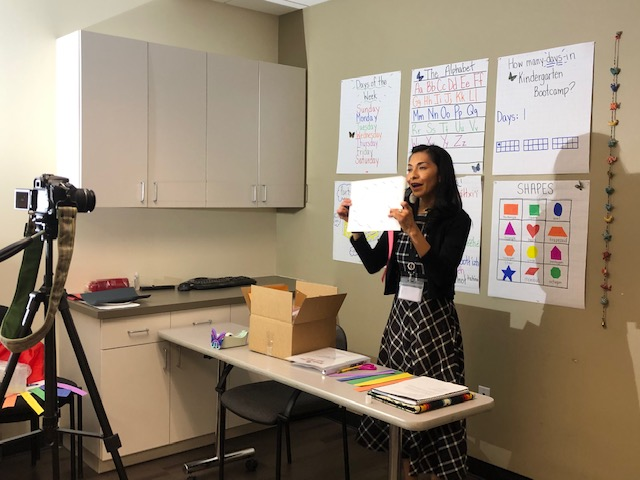 Days of the
Week
Sunday
Monday
Tuesday
Wednesday
Thursday
Friday
Saturday
The Alphabet
Aa Bb Cc Dd Ee Ff
Gg Hh Ii Jj Kk Ll
Mm Nn Oo Pp Qq
Rr Ss Tt Uu Vv
Ww Xx Yy Zz
How many days in
Kindergarten
Bootcamp?
Days: 1
SHAPES